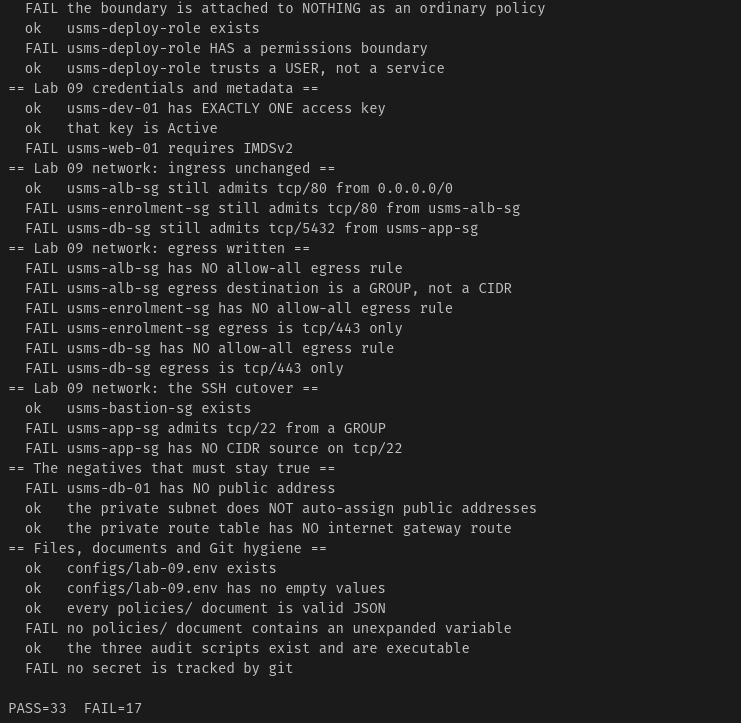 FAIL the boundary is attached to NOTHING as an ordinary policy
ok   usms-deploy-role exists
FAIL usms-deploy-role HAS a permissions boundary
ok   usms-deploy-role trusts a USER, not a service
== Lab 09 credentials and metadata ==
ok   usms-dev-01 has EXACTLY ONE access key
ok   that key is Active
FAIL usms-web-01 requires IMDSv2
== Lab 09 network: ingress unchanged ==
ok   usms-alb-sg still admits tcp/80 from 0.0.0.0/0
FAIL usms-enrolment-sg still admits tcp/80 from usms-alb-sg
FAIL usms-db-sg still admits tcp/5432 from usms-app-sg
== Lab 09 network: egress written ==
FAIL usms-alb-sg has NO allow-all egress rule
FAIL usms-alb-sg egress destination is a GROUP, not a CIDR
FAIL usms-enrolment-sg has NO allow-all egress rule
FAIL usms-enrolment-sg egress is tcp/443 only
FAIL usms-db-sg has NO allow-all egress rule
FAIL usms-db-sg egress is tcp/443 only
== Lab 09 network: the SSH cutover ==
ok   usms-bastion-sg exists
FAIL usms-app-sg admits tcp/22 from a GROUP
FAIL usms-app-sg has NO CIDR source on tcp/22
== The negatives that must stay true ==
FAIL usms-db-01 has NO public address
ok   the private subnet does NOT auto-assign public addresses
ok   the private route table has NO internet gateway route
== Files, documents and Git hygiene ==
ok   configs/lab-09.env exists
ok   configs/lab-09.env has no empty values
ok   every policies/ document is valid JSON
FAIL no policies/ document contains an unexpanded variable
ok   the three audit scripts exist and are executable
FAIL no secret is tracked by git
PASS=33  FAIL=17